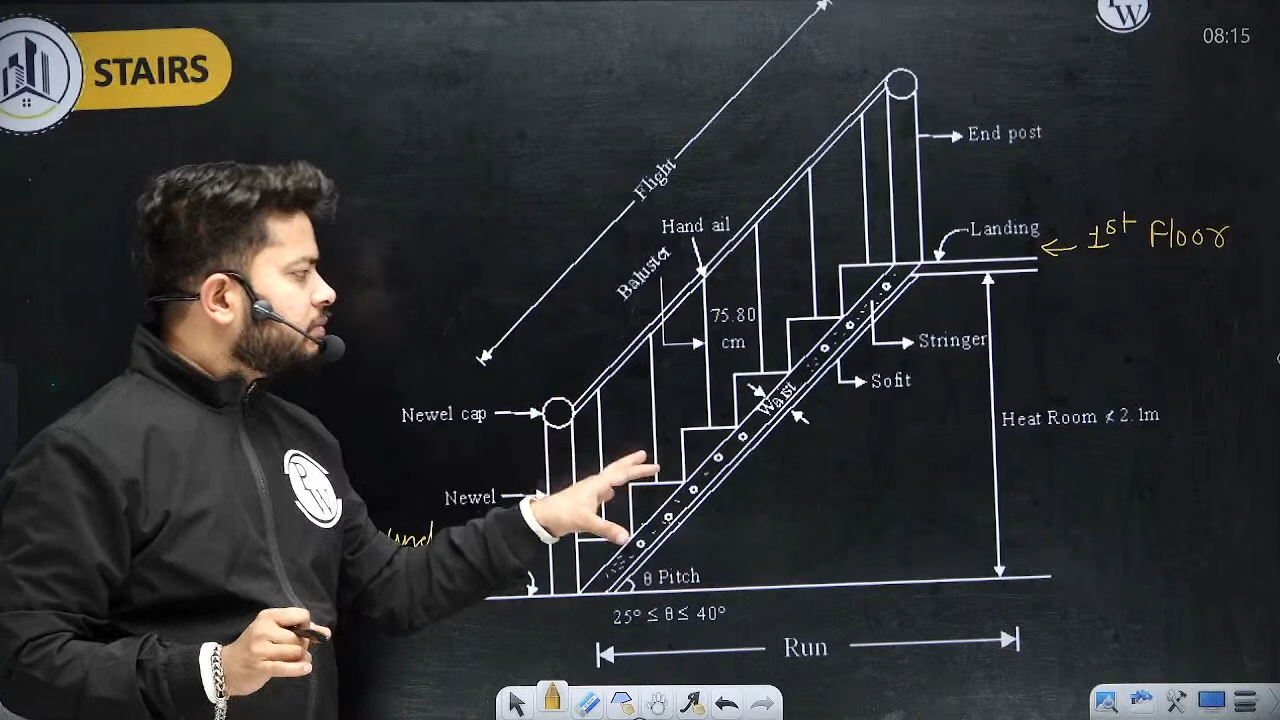 STAIRS
W
08:15
End post
Flight
Hand ail
Landing
1st Floor
Baluster
75.80
cm
Stringer
Sofit
Waist
Newel cap
Heat Room ≮ 2.1m
Newel
θ Pitch
25° ≤ θ ≤ 40°
Run